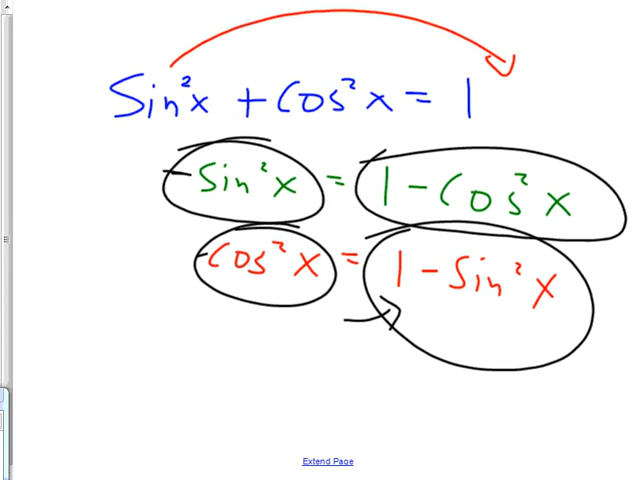 Sin²x + Cos²x = 1
Sin²x = 1 - Cos²x
Cos²x = 1 - Sin²x
Extend Page